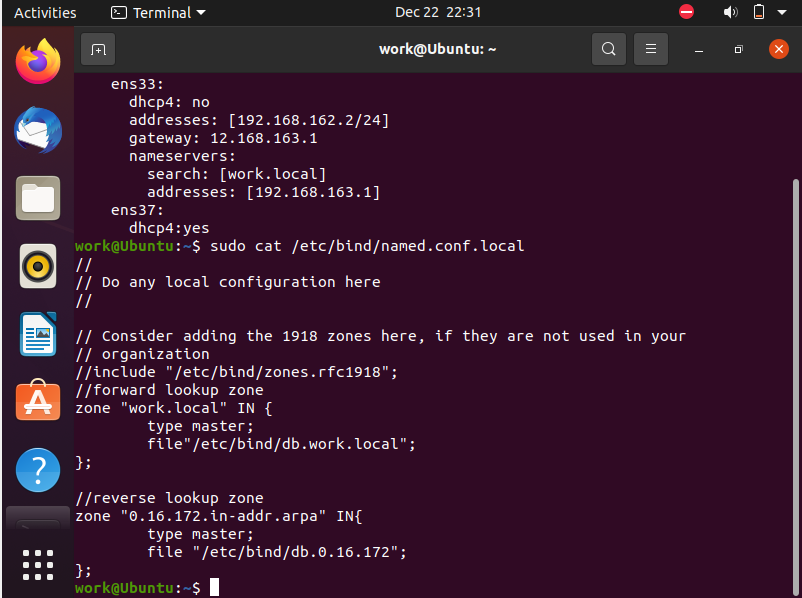 Activities
Terminal
Dec 22 22:31
work@Ubuntu: ~
    ens33:
      dhcp4: no
      addresses: [192.168.162.2/24]
      gateway: 12.168.163.1
      nameservers:
        search: [work.local]
        addresses: [192.168.163.1]
    ens37:
      dhcp4:yes
work@Ubuntu:~$ sudo cat /etc/bind/named.conf.local
//
// Do any local configuration here
//
// Consider adding the 1918 zones here, if they are not used in your
// organization
//include "/etc/bind/zones.rfc1918";
//forward lookup zone
zone "work.local" IN {
        type master;
        file"/etc/bind/db.work.local";
};
//reverse lookup zone
zone "0.16.172.in-addr.arpa" IN{
        type master;
        file "/etc/bind/db.0.16.172";
};
work@Ubuntu:~$